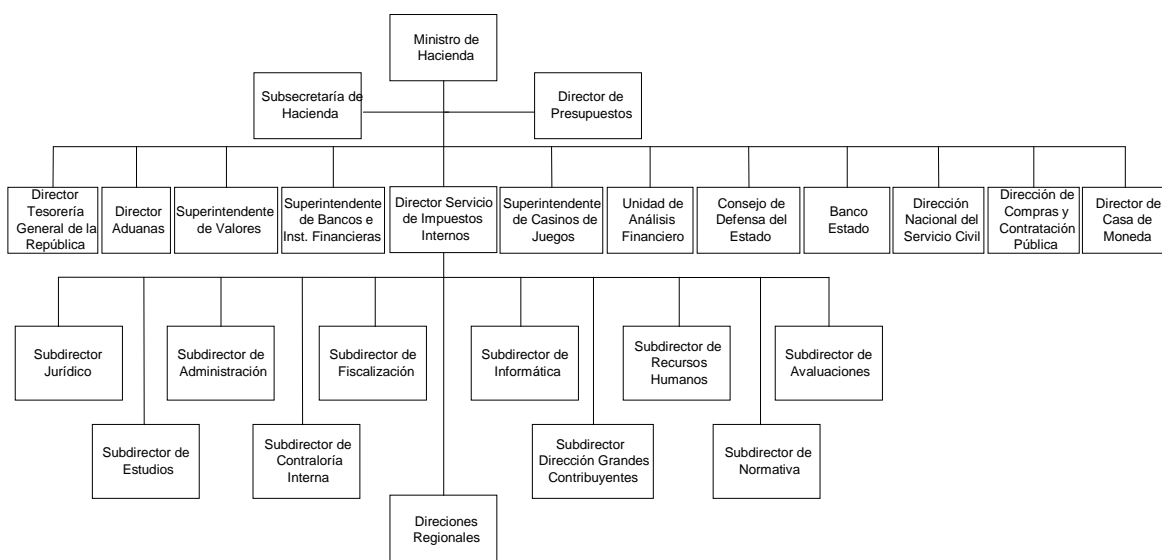 Ministro de
Hacienda
Subsecretaría de
Hacienda
Director de
Presupuestos
Director
Tesorería
General de la
República
Director
Aduanas
Superintendente
de Valores
Superintendente
de Bancos e
Inst. Financieras
Director Servicio
de Impuestos
Internos
Superintendente
de Casinos de
Juegos
Unidad de
Análisis
Financiero
Consejo de
Defensa del
Estado
Banco
Estado
Dirección
Nacional del
Servicio Civil
Dirección de
Compras y
Contratación
Pública
Director de
Casa de
Moneda
Subdirector
Jurídico
Subdirector de
Administración
Subdirector de
Fiscalización
Subdirector de
Informática
Subdirector de
Recursos
Humanos
Subdirector de
Avaluaciones
Subdirector de
Estudios
Subdirector de
Contraloría
Interna
Subdirector
Dirección Grandes
Contribuyentes
Subdirector de
Normativa
Direciones
Regionales